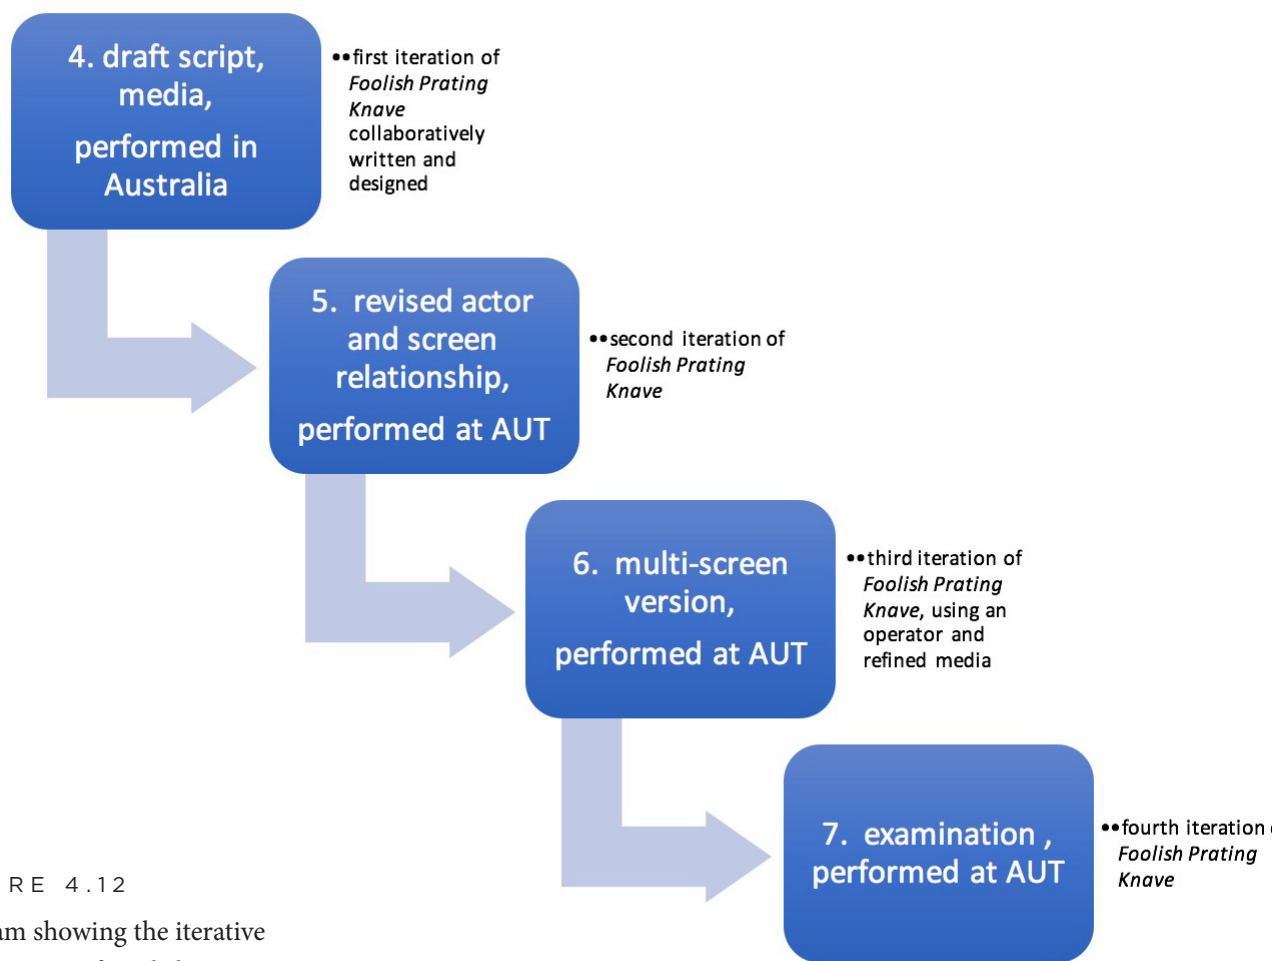 4. draft script,
media,
performed in
Australia
••first iteration of
Foolish Prating
Knave
collaboratively
written and
designed
5. revised actor
and screen
relationship,
performed at AUT
••second iteration of
Foolish Prating
Knave
6. multi-screen
version,
performed at AUT
••third iteration of
Foolish Prating
Knave, using an
operator and
refined media
7. examination ,
performed at AUT
••fourth iteration
Foolish Prating
Knave
RE 4.12
am showing the iterative